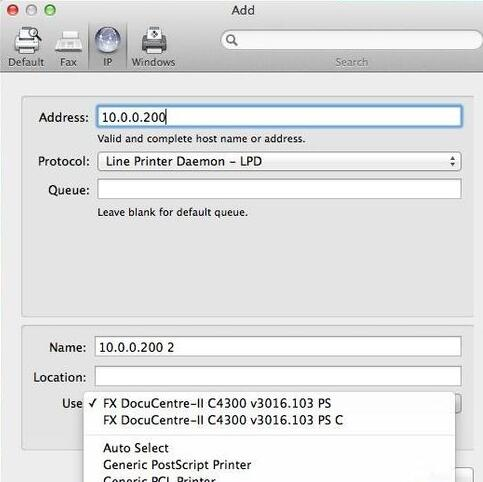 Add
Default
Fax
IP
Windows
Search
Address: 10.0.0.200
Valid and complete host name or address.
Protocol: Line Printer Daemon – LPD
Queue:
Leave blank for default queue.
Name: 10.0.0.200 2
Location:
Use ✓ FX DocuCentre-II C4300 v3016.103 PS
FX DocuCentre-II C4300 v3016.103 PS C
Auto Select
Generic PostScript Printer
Generic PCL Printer